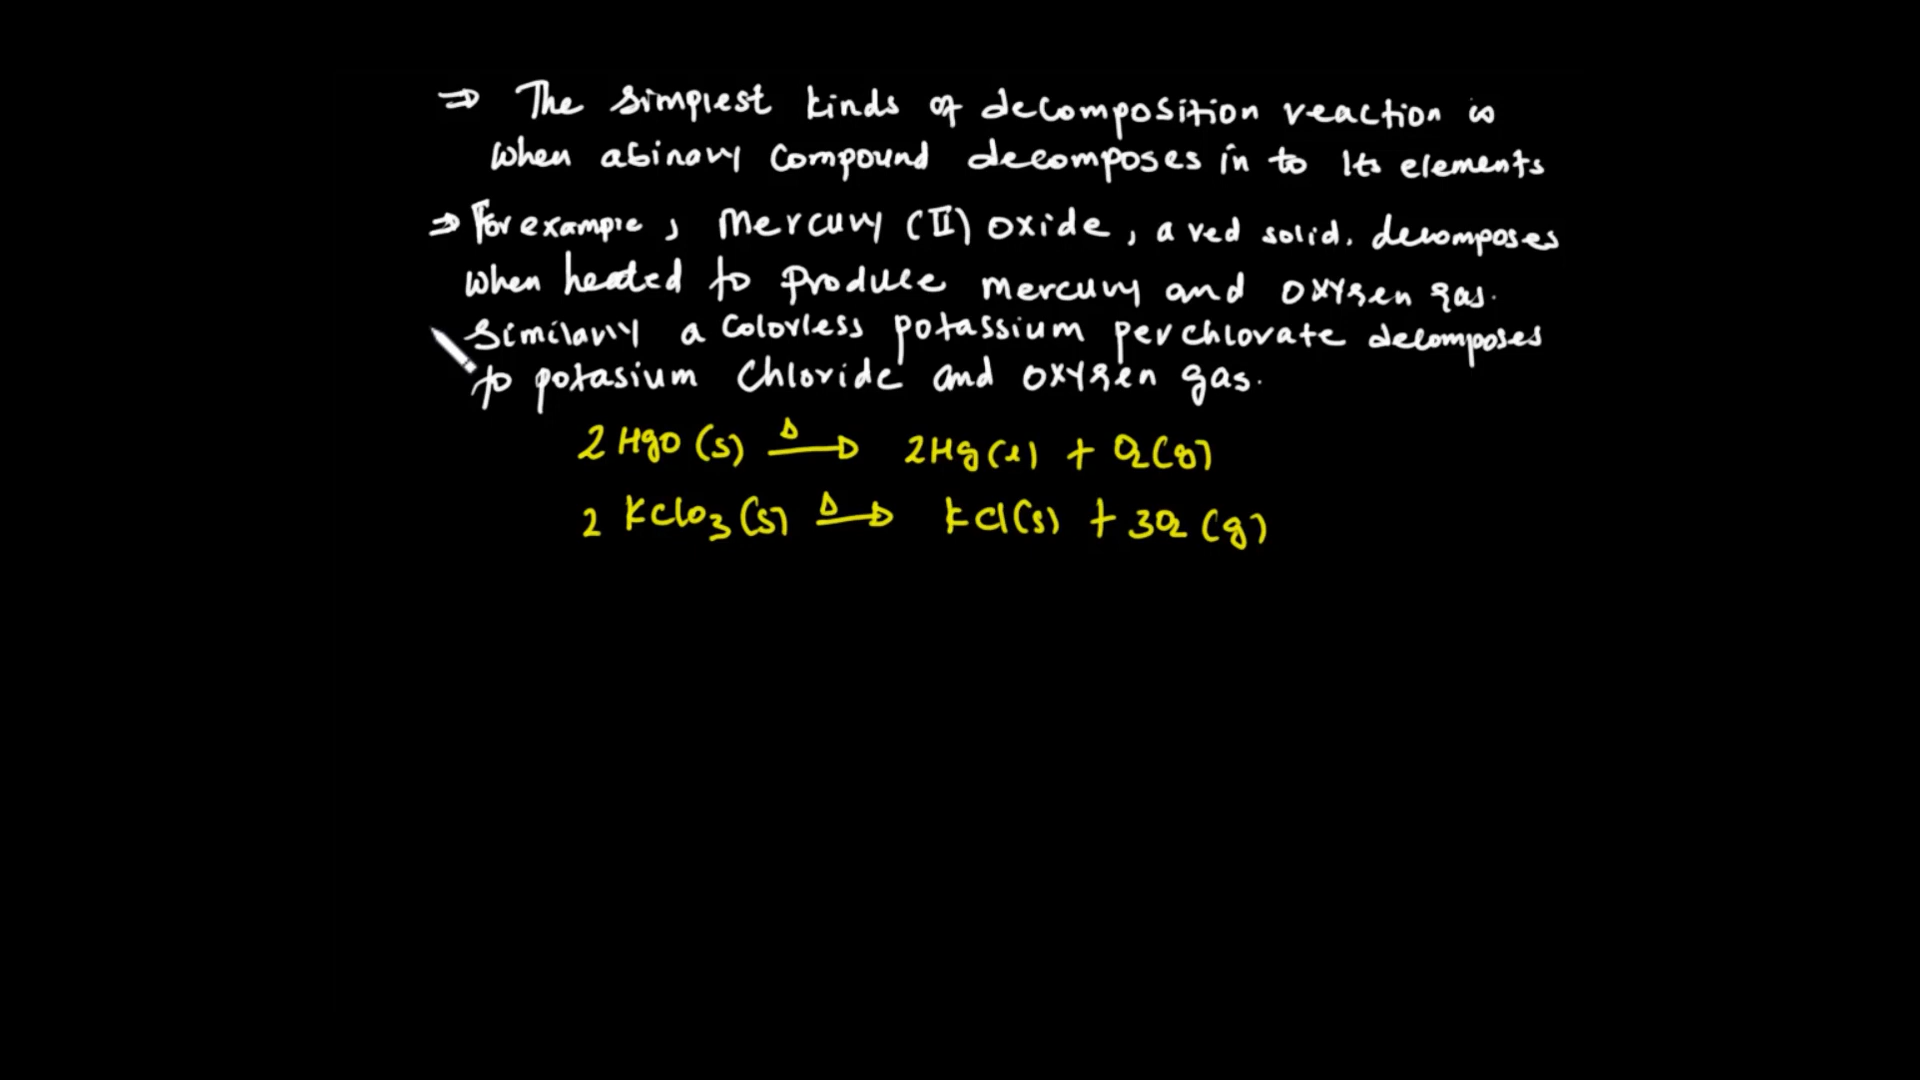 ⇒ The simplest kinds of decomposition reaction is
when abinary compound decomposes in to Its elements
⇒ For example, Mercury (II) oxide, a red solid. decomposes
when heated to produce mercury and oxygen gas.
Similarly a colorless potassium perchlorate decomposes
to potasium chloride and oxygen gas.
2 HgO (s) —Δ→ 2Hg(l) + O₂(g)
2 KClO₃(s) —Δ→ KCl(s) + 3O₂ (g)